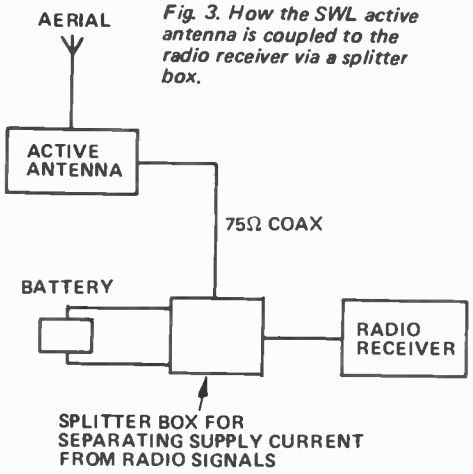 AERIAL
Fig. 3. How the SWL active
antenna is coupled to the
radio receiver via a splitter
box.
ACTIVE
ANTENNA
75Ω COAX
BATTERY
RADIO
RECEIVER
SPLITTER BOX FOR
SEPARATING SUPPLY CURRENT
FROM RADIO SIGNALS